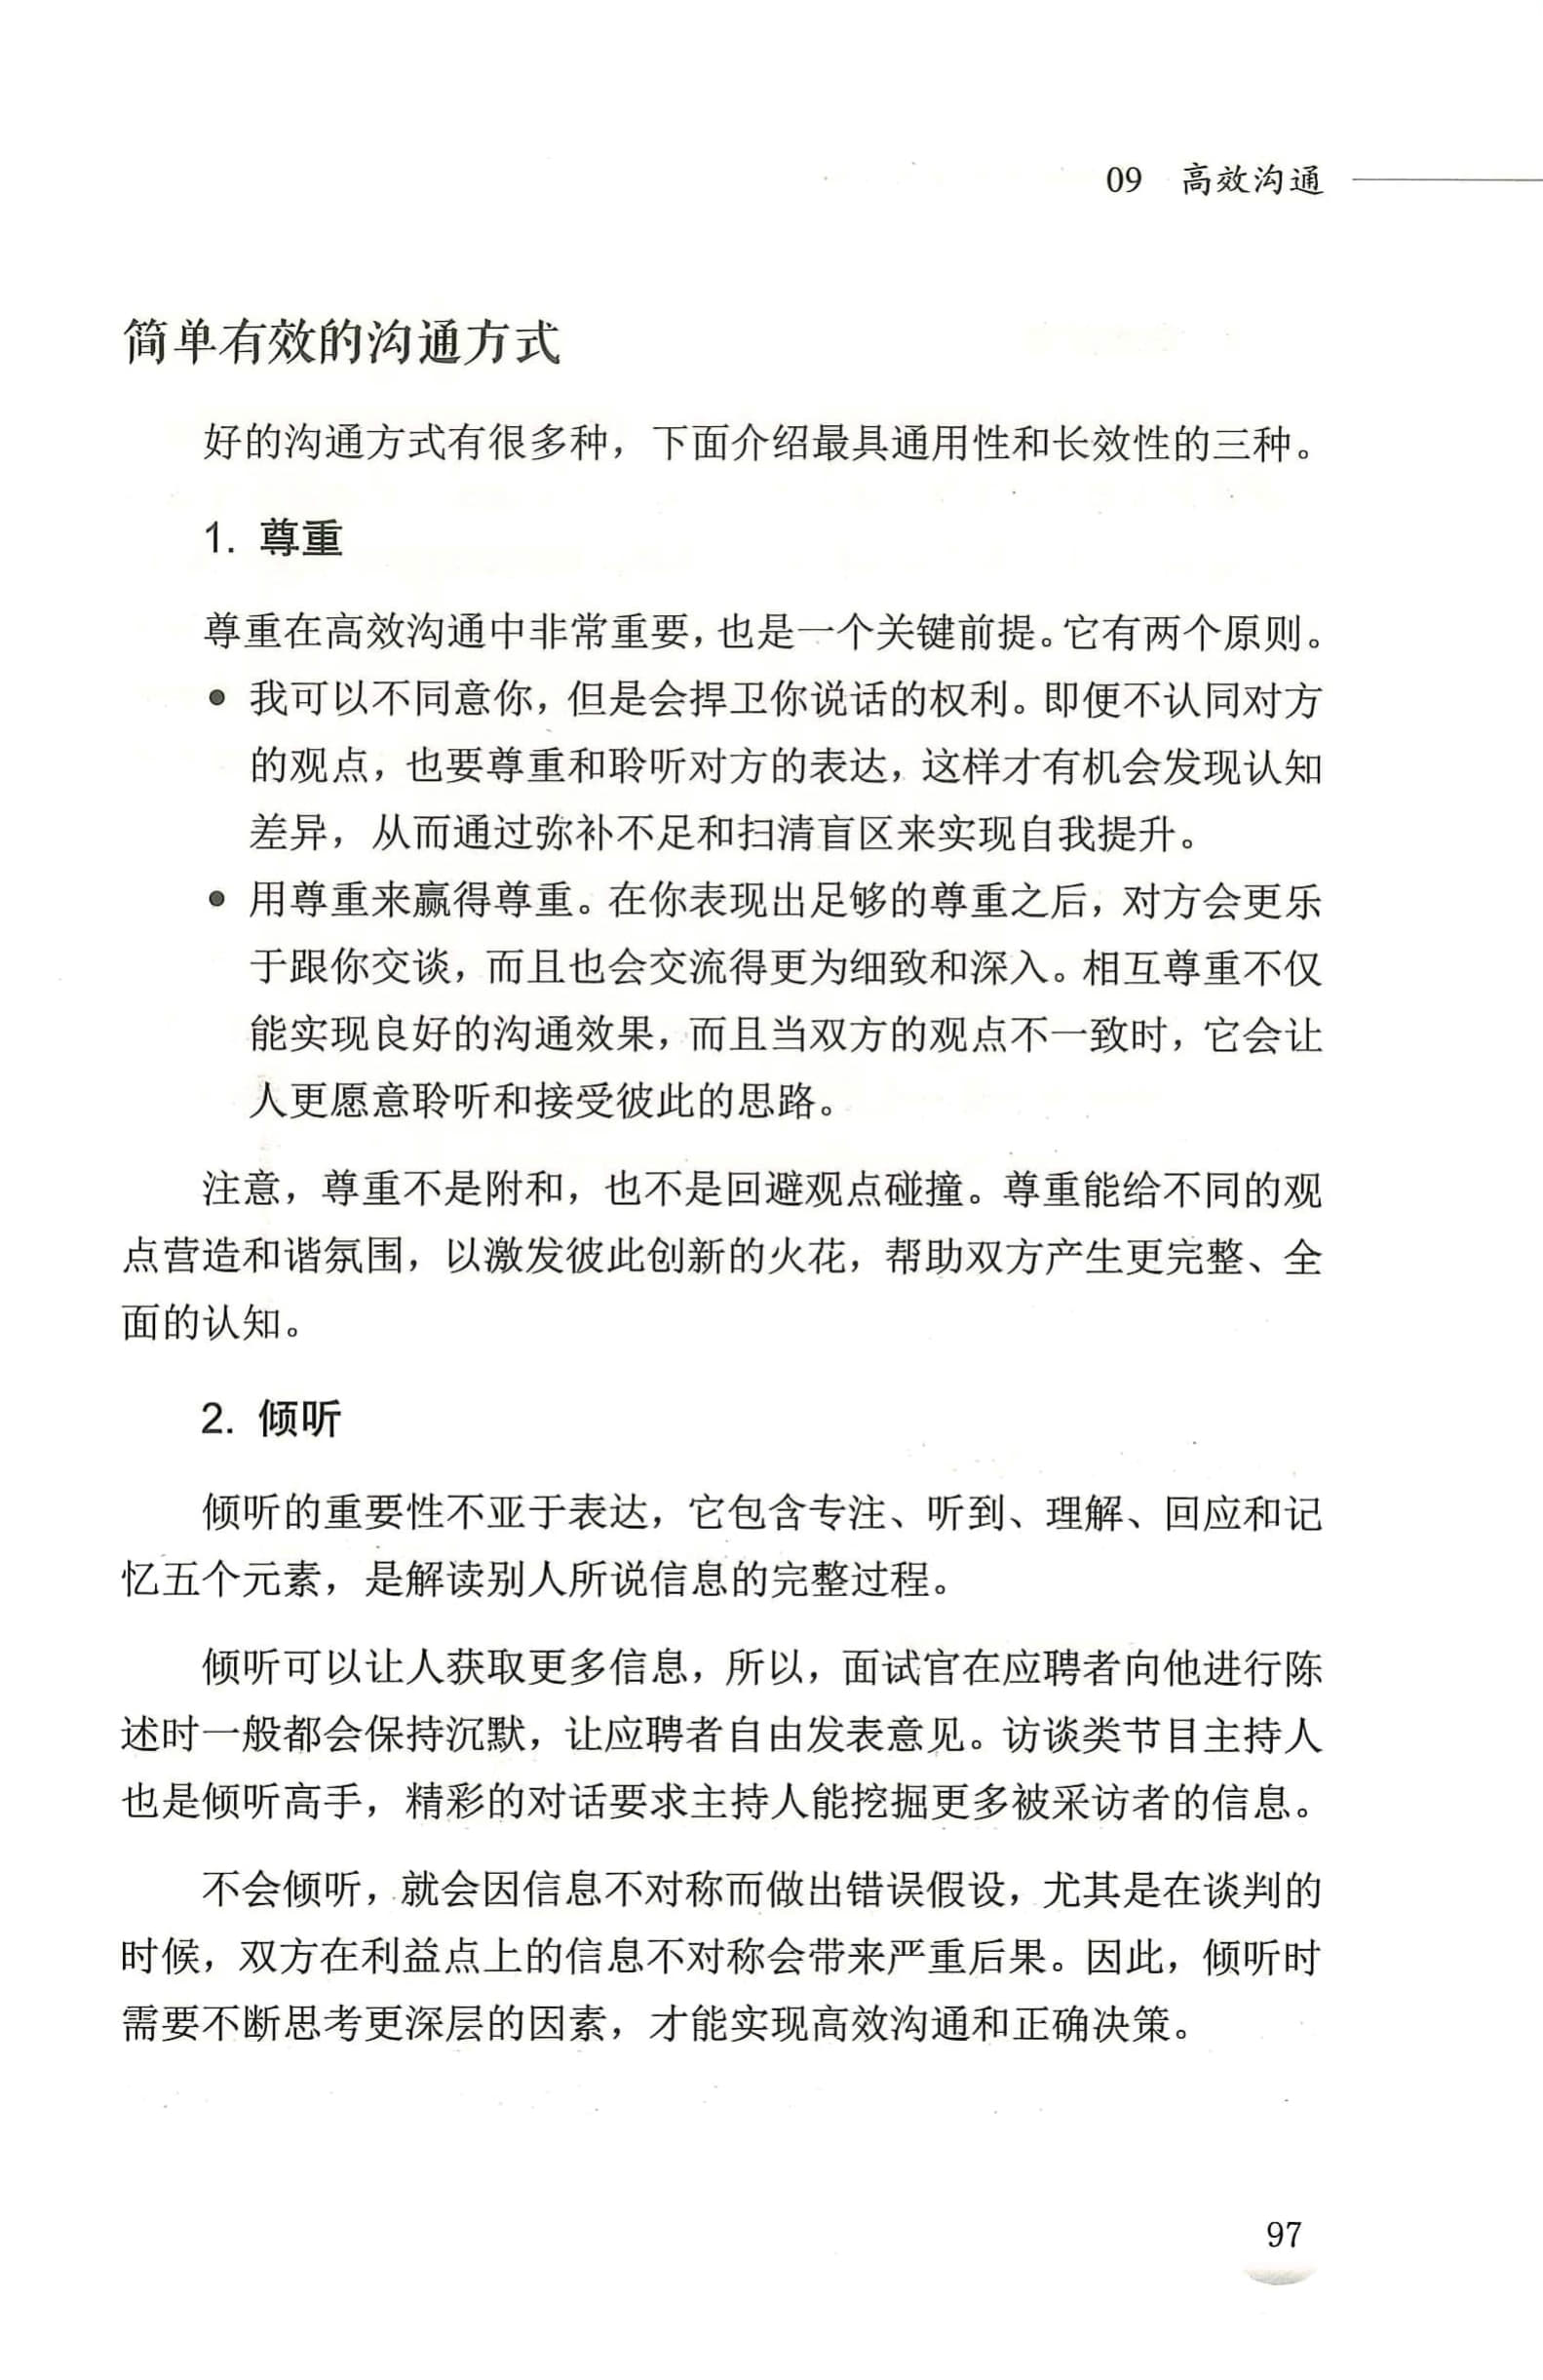 09 高效沟通
简单有效的沟通方式
好的沟通方式有很多种，下面介绍最具通用性和长效性的三种。
1. 尊重
尊重在高效沟通中非常重要，也是一个关键前提。它有两个原则。
● 我可以不同意你，但是会捍卫你说话的权利。即便不认同对方
的观点，也要尊重和聆听对方的表达，这样才有机会发现认知
差异，从而通过弥补不足和扫清盲区来实现自我提升。
● 用尊重来赢得尊重。在你表现出足够的尊重之后，对方会更乐
于跟你交谈，而且也会交流得更为细致和深入。相互尊重不仅
能实现良好的沟通效果，而且当双方的观点不一致时，它会让
人更愿意聆听和接受彼此的思路。
注意，尊重不是附和，也不是回避观点碰撞。尊重能给不同的观
点营造和谐氛围，以激发彼此创新的火花，帮助双方产生更完整、全
面的认知。
2. 倾听
倾听的重要性不亚于表达，它包含专注、听到、理解、回应和记
忆五个元素，是解读别人所说信息的完整过程。
倾听可以让人获取更多信息，所以，面试官在应聘者向他进行陈
述时一般都会保持沉默，让应聘者自由发表意见。访谈类节目主持人
也是倾听高手，精彩的对话要求主持人能挖掘更多被采访者的信息。
不会倾听，就会因信息不对称而做出错误假设，尤其是在谈判的
时候，双方在利益点上的信息不对称会带来严重后果。因此，倾听时
需要不断思考更深层的因素，才能实现高效沟通和正确决策。
97